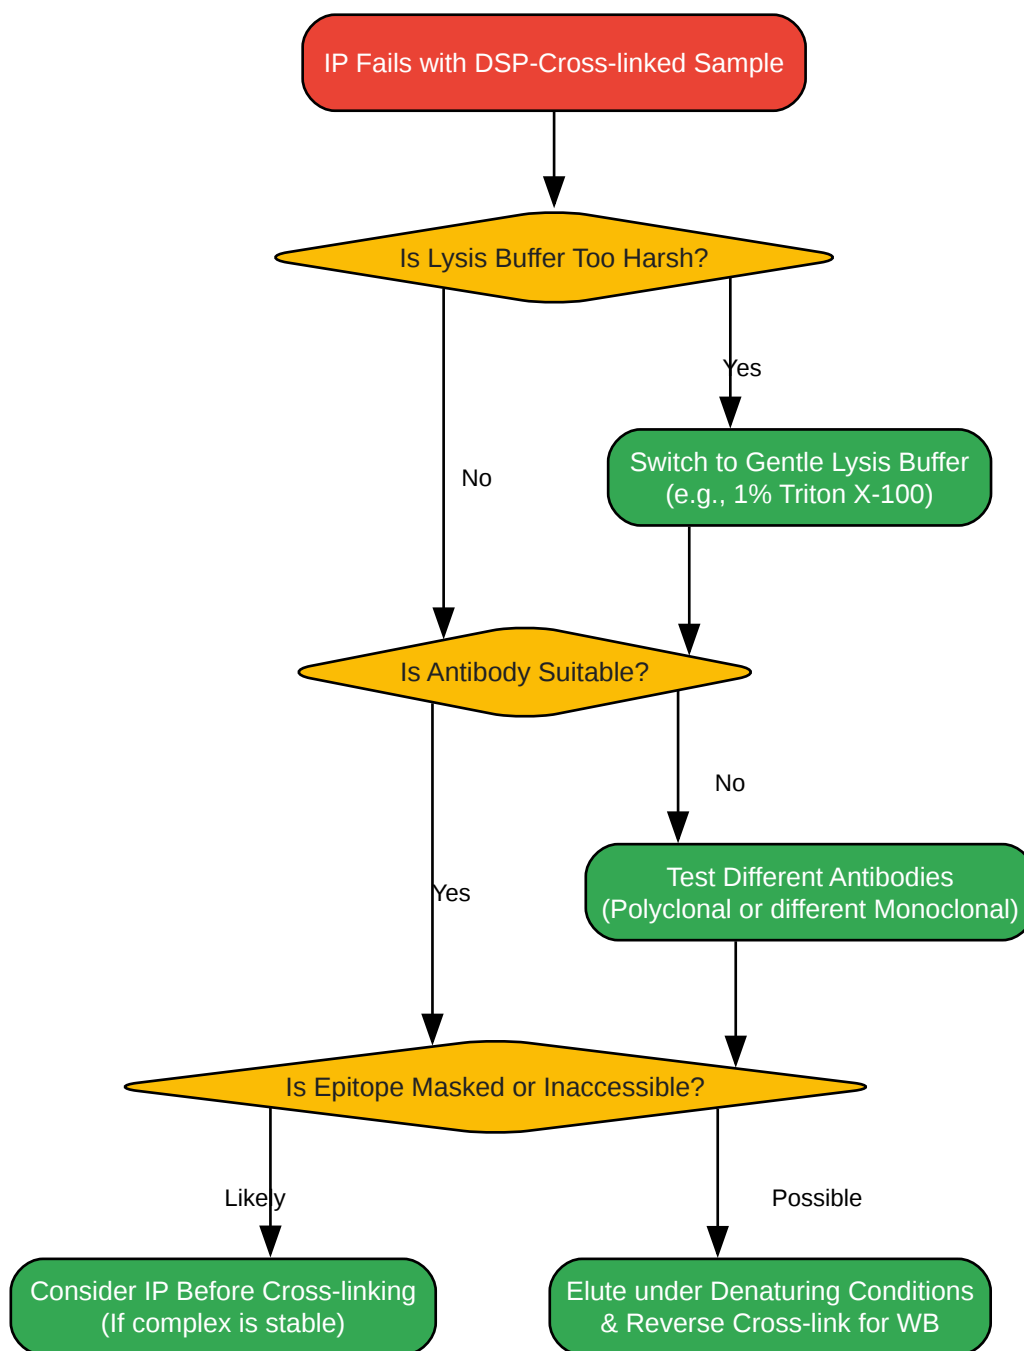 IP Fails with DSP-Cross-linked Sample
Is Lysis Buffer Too Harsh?
Yes
Switch to Gentle Lysis Buffer
(e.g., 1% Triton X-100)
No
Is Antibody Suitable?
No
Test Different Antibodies
(Polyclonal or different Monoclonal)
Yes
Is Epitope Masked or Inaccessible?
Likely
Possible
Consider IP Before Cross-linking
(If complex is stable)
Elute under Denaturing Conditions
& Reverse Cross-link for WB